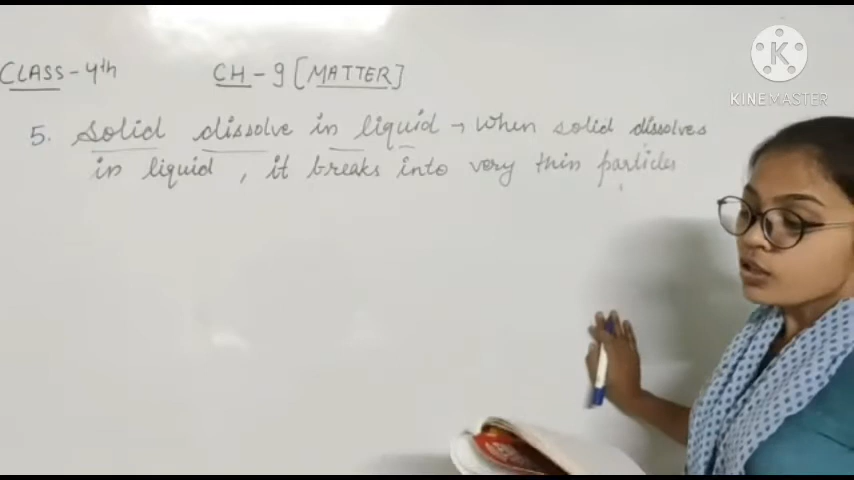 CLASS-4th CH-9 [MATTER]
KINEMASTER
5. Solid dissolve in liquid → When solid dissolves
in liquid, it breaks into very thin particles